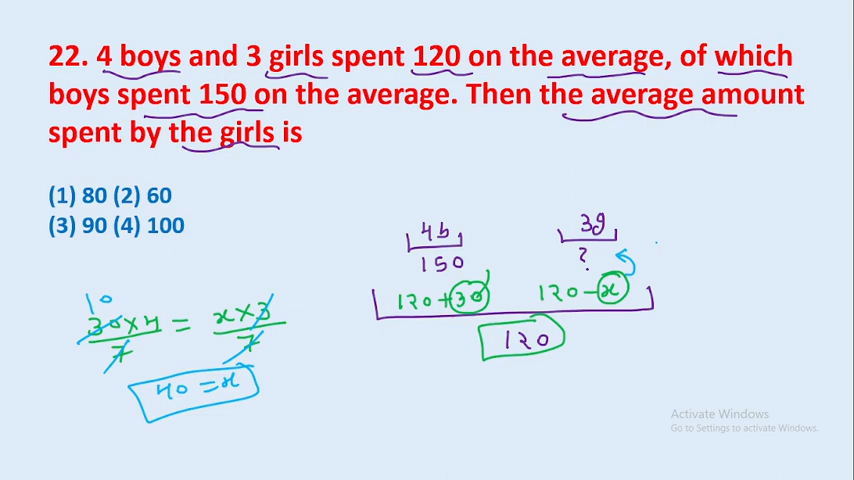 22. 4 boys and 3 girls spent 120 on the average, of which
boys spent 150 on the average. Then the average amount
spent by the girls is
(1) 80 (2) 60
(3) 90 (4) 100
4b 3g
150 ?
120+30 120-x
120
10
30×4 = x×3
7 7
40 = x
Activate Windows
Go to Settings to activate Windows.